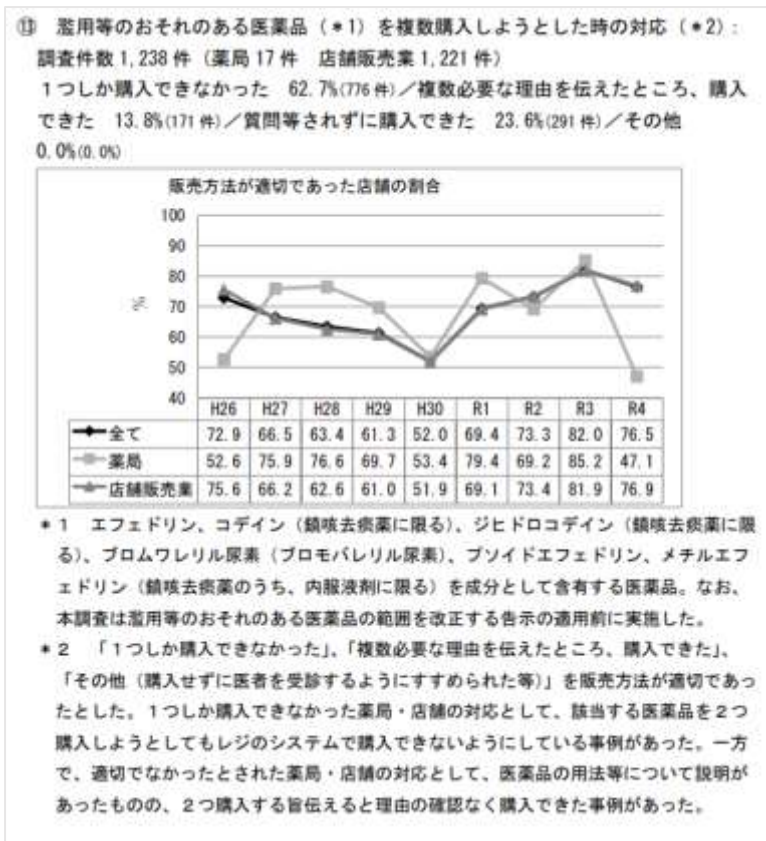 ⑬ 濫用等のおそれのある医薬品（＊1）を複数購入しようとした時の対応（＊2）：
調査件数 1,238 件（薬局 17 件 店舗販売業 1,221 件）
１つしか購入できなかった 62.7%(776 件)／複数必要な理由を伝えたところ、購入
できた 13.8%(171 件)／質問等されずに購入できた 23.6%(291 件)／その他
0.0%(0.0%)
販売方法が適切であった店舗の割合
100
90
80
70
60
50
40
%
H26 H27 H28 H29 H30 R1 R2 R3 R4
全て 72.9 66.5 63.4 61.3 52.0 69.4 73.3 82.0 76.5
薬局 52.6 75.9 76.6 69.7 53.4 79.4 69.2 85.2 47.1
店舗販売業 75.6 66.2 62.6 61.0 51.9 69.1 73.4 81.9 76.9
＊１ エフェドリン、コデイン（鎮咳去痰薬に限る）、ジヒドロコデイン（鎮咳去痰薬に限
る）、ブロムワレリル尿素（ブロモバレリル尿素）、プソイドエフェドリン、メチルエフ
ェドリン（鎮咳去痰薬のうち、内服液剤に限る）を成分として含有する医薬品。なお、
本調査は濫用等のおそれのある医薬品の範囲を改正する告示の適用前に実施した。
＊２ 「１つしか購入できなかった」、「複数必要な理由を伝えたところ、購入できた」、
「その他（購入せずに医者を受診するようにすすめられた等）」を販売方法が適切であっ
たとした。１つしか購入できなかった薬局・店舗の対応として、該当する医薬品を２つ
購入しようとしてもレジのシステムで購入できないようにしている事例があった。一方
で、適切でなかったとされた薬局・店舗の対応として、医薬品の用法等について説明が
あったものの、２つ購入する旨伝えると理由の確認なく購入できた事例があった。